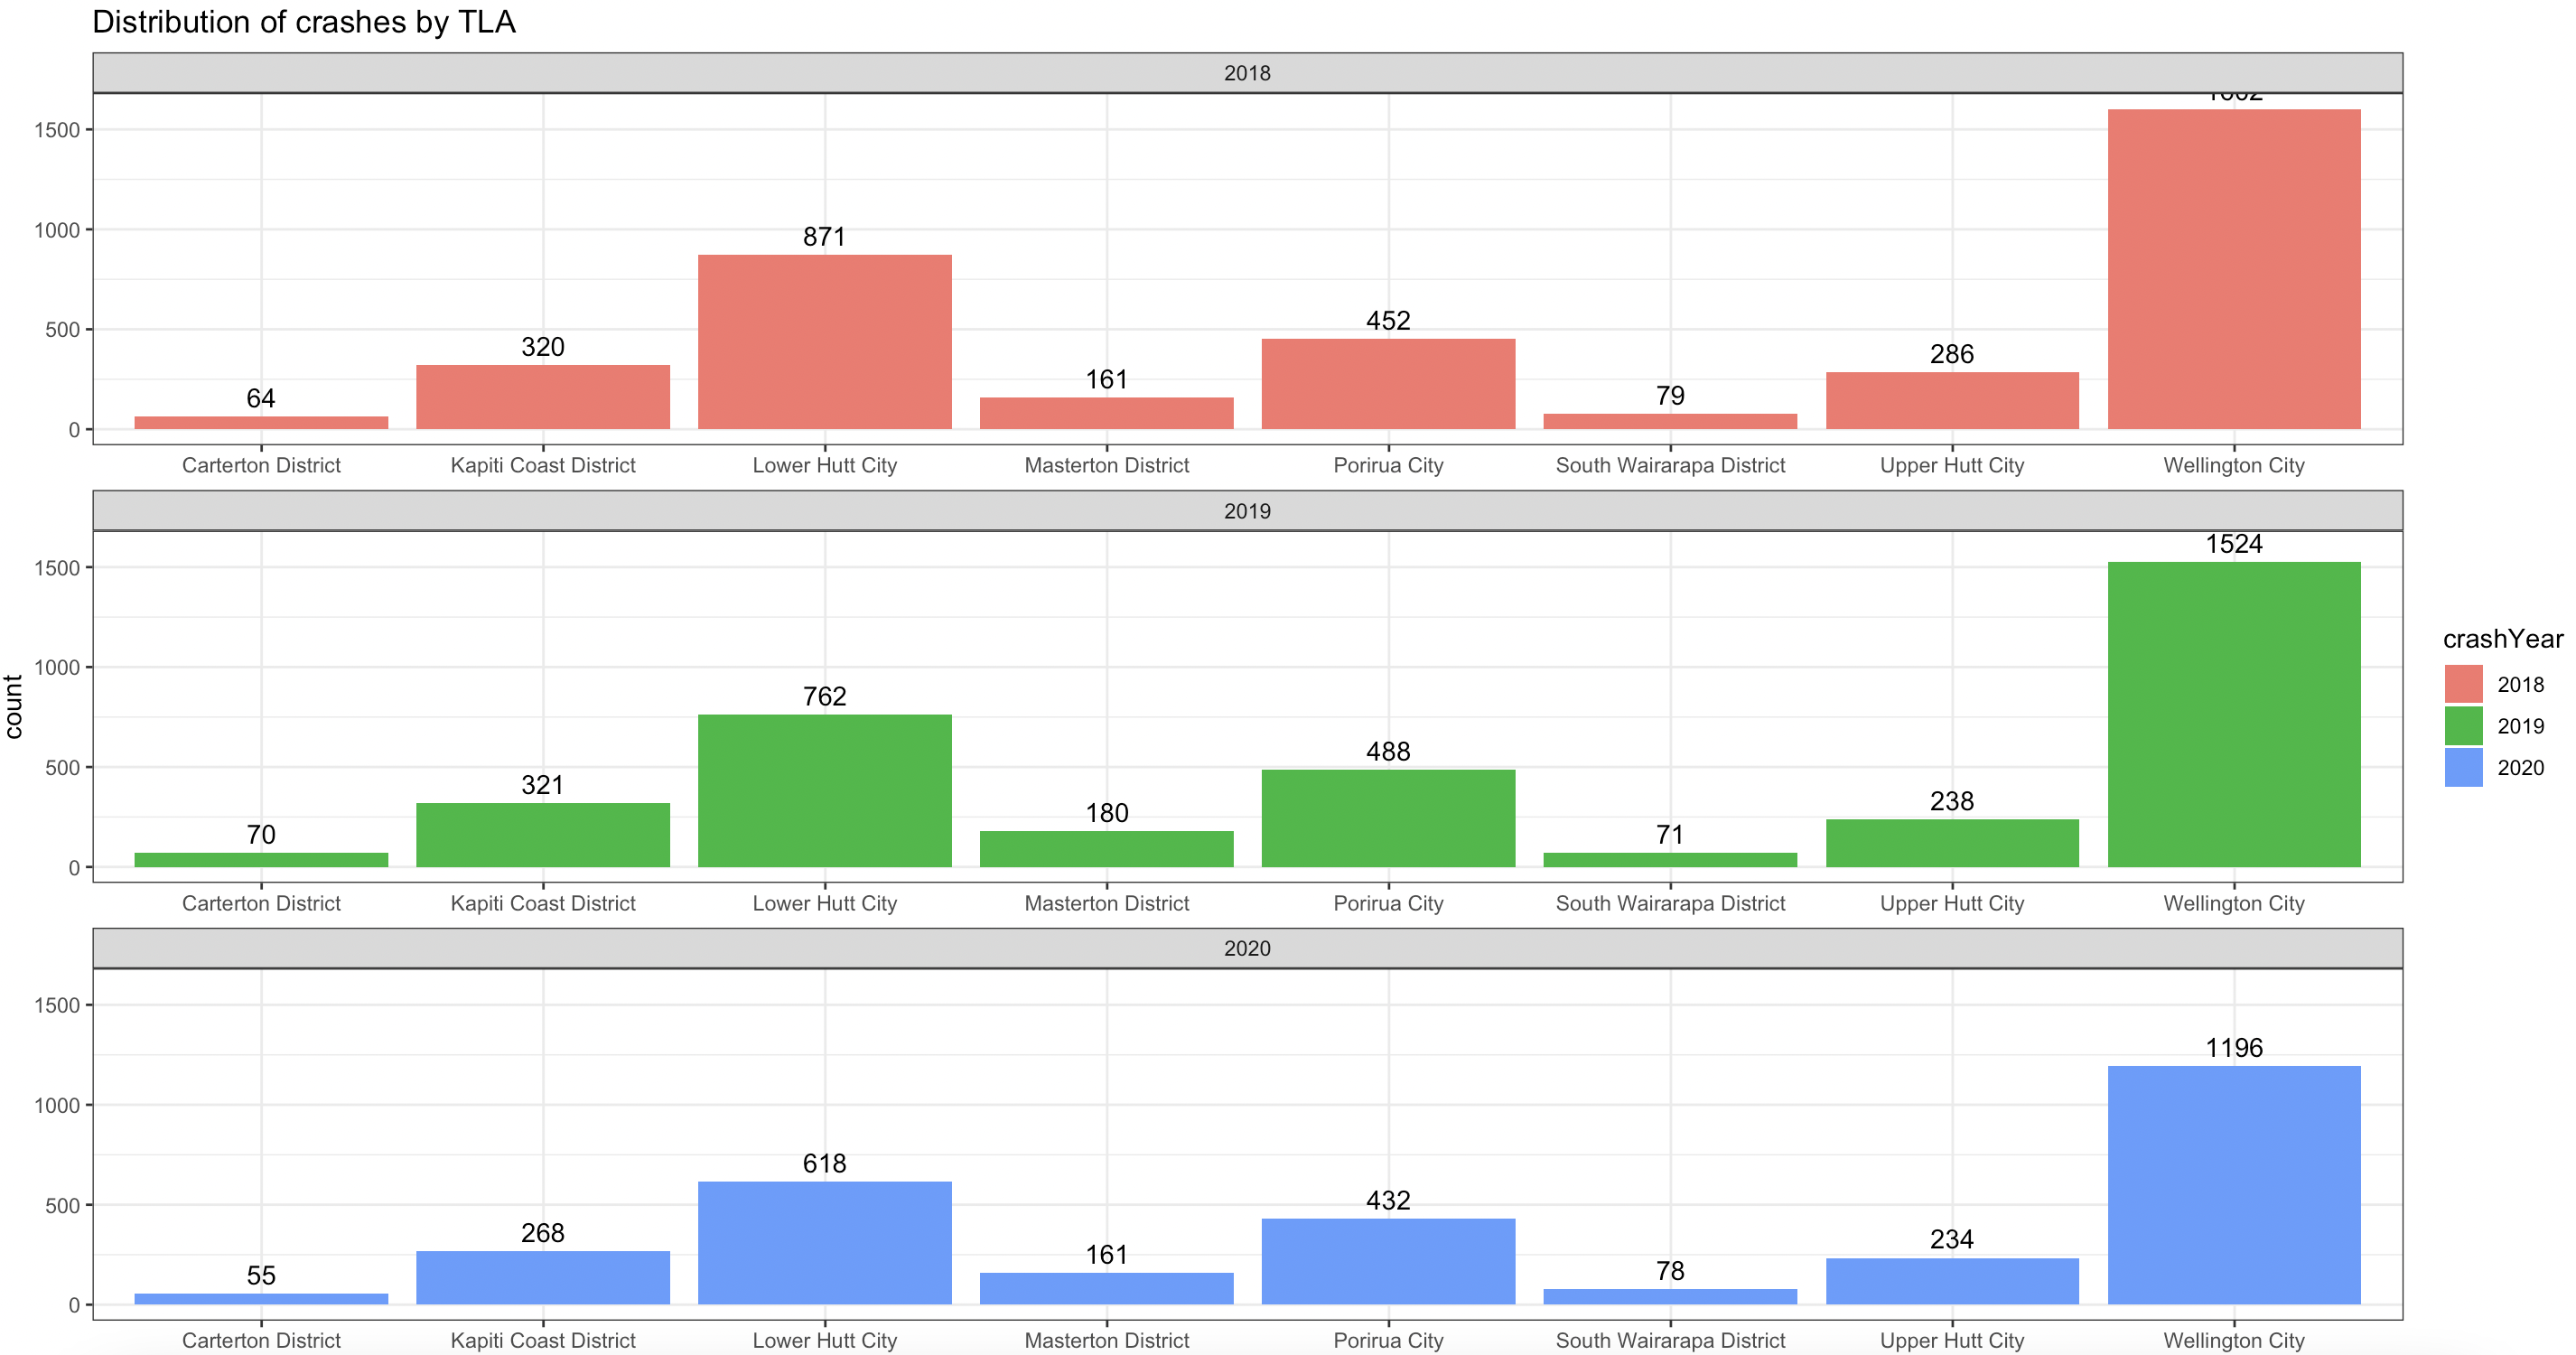 Distribution of crashes by TLA
2018
1500
1000
500
0
64
320
871
161
452
79
286
Carterton District
Kapiti Coast District
Lower Hutt City
Masterton District
Porirua City
South Wairarapa District
Upper Hutt City
Wellington City
2019
count
1500
1000
500
0
70
321
762
180
488
71
238
1524
Carterton District
Kapiti Coast District
Lower Hutt City
Masterton District
Porirua City
South Wairarapa District
Upper Hutt City
Wellington City
2020
1500
1000
500
0
55
268
618
161
432
78
234
1196
Carterton District
Kapiti Coast District
Lower Hutt City
Masterton District
Porirua City
South Wairarapa District
Upper Hutt City
Wellington City
crashYear
2018
2019
2020